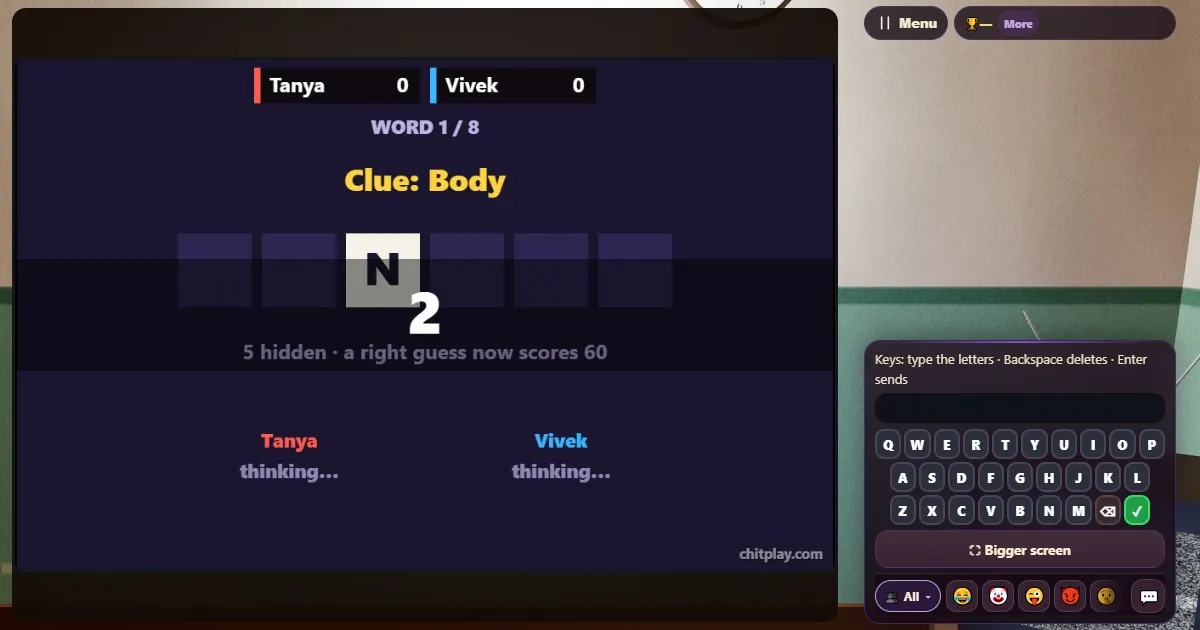 Tanya 0 Vivek 0
WORD 1 / 8
Clue: Body
N
2
5 hidden · a right guess now scores 60
Tanya Vivek
thinking... thinking...
chitplay.com
Menu — More
Keys: type the letters · Backspace deletes · Enter
sends
Q W E R T Y U I O P
A S D F G H J K L
Z X C V B N M ⌫ ✓
Bigger screen
All